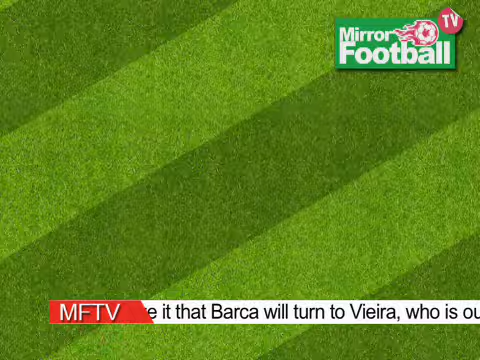 Mirror
Football
TV
MFTV
it that Barca will turn to Vieira, who is